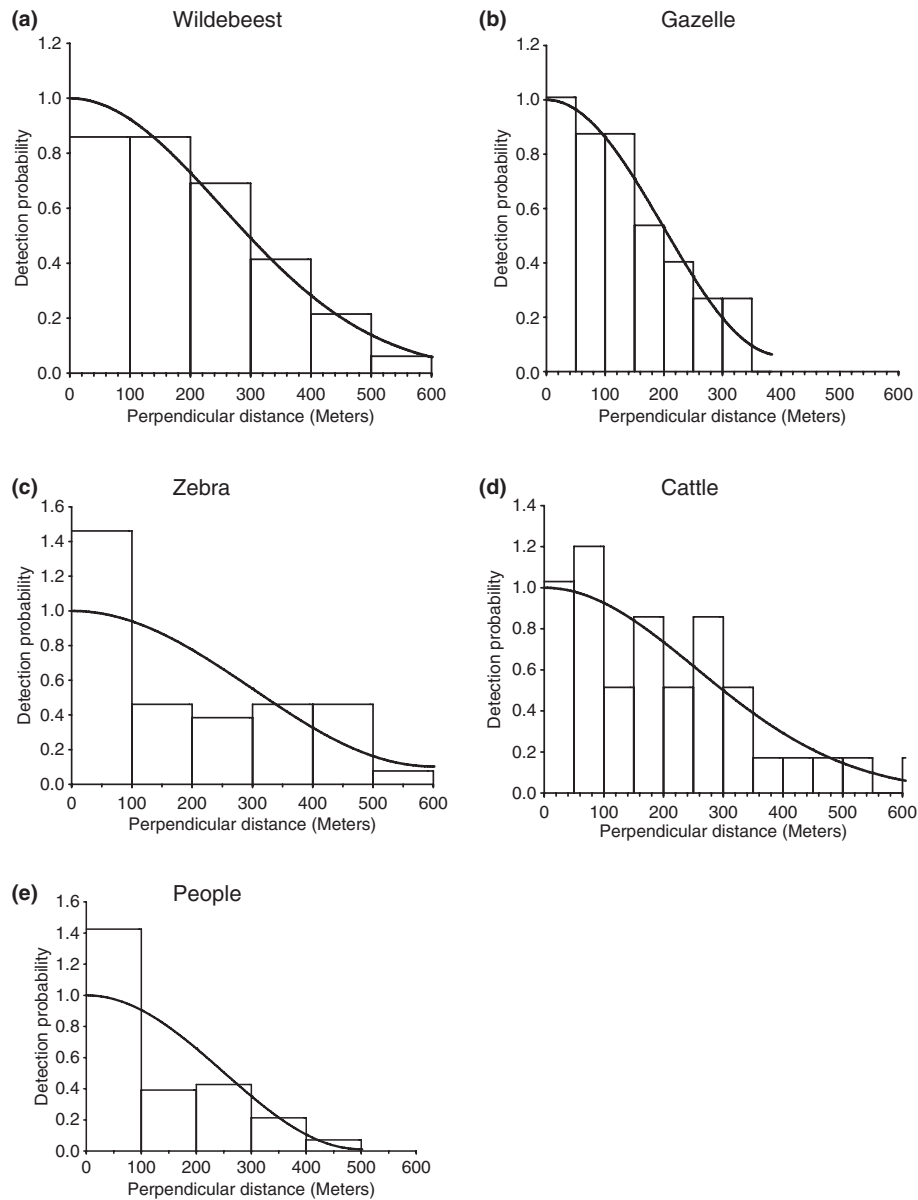 (a) Wildebeest
1.2
1.0
0.8
0.6
0.4
0.2
0.0
Detection probability
0 100 200 300 400 500 600
Perpendicular distance (Meters)
(b) Gazelle
1.2
1.0
0.8
0.6
0.4
0.2
0.0
Detection probability
0 100 200 300 400 500 600
Perpendicular distance (Meters)
(c) Zebra
1.6
1.4
1.2
1.0
0.8
0.6
0.4
0.2
0.0
Detection probability
0 100 200 300 400 500 600
Perpendicular distance (Meters)
(d) Cattle
1.4
1.2
1.0
0.8
0.6
0.4
0.2
0.0
Detection probability
0 100 200 300 400 500 600
Perpendicular distance (Meters)
(e) People
1.6
1.4
1.2
1.0
0.8
0.6
0.4
0.2
0.0
Detection probability
0 100 200 300 400 500 600
Perpendicular distance (Meters)